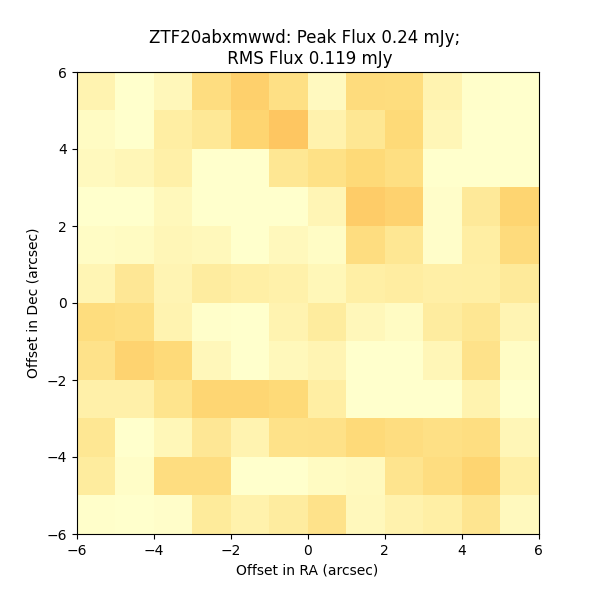 ZTF20abxmwwd: Peak Flux 0.24 mJy;
RMS Flux 0.119 mJy
6
4
2
0
−2
−4
−6
Offset in Dec (arcsec)
−6 −4 −2 0 2 4 6
Offset in RA (arcsec)